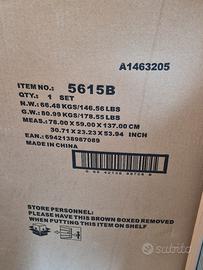 A1463205
ITEM NO.: 5615B
QTY.: 1 SET
N.W.: 66.48 KGS/146.56 LBS
G.W.: 80.99 KGS/178.55 LBS
MEAS.: 78.00 X 59.00 X 137.00 CM
30.71 X 23.23 X 53.94 INCH
EAN.: 6942138967089
MADE IN CHINA
STORE PERSONNEL:
PLEASE HAVE THIS BROWN BOXED REMOVED
WHEN PUTTING THIS ITEM ON SHELF
subito